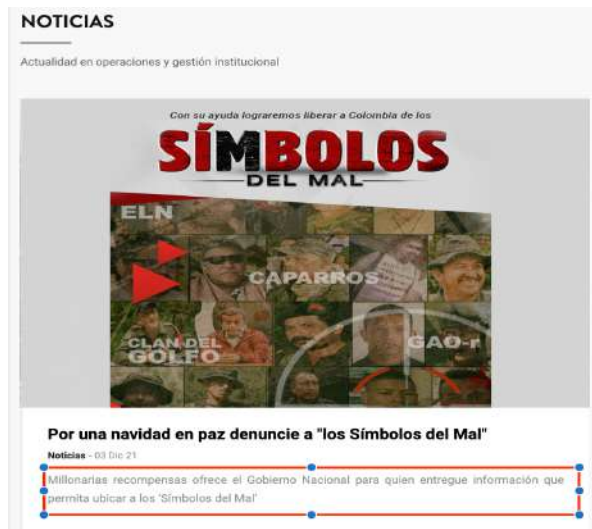 NOTICIAS
Actualidad en operaciones y gestión institucional
Con su ayuda lograremos liberar a Colombia de los
SÍMBOLOS
DEL MAL
ELN
CAPARROS
CLAN DEL
GOLFO
GAO-r
Por una navidad en paz denuncie a "los Símbolos del Mal"
Noticias - 03 Dic 21
Millonarias recompensas ofrece el Gobierno Nacional para quien entregue información que
permita ubicar a los 'Símbolos del Mal'